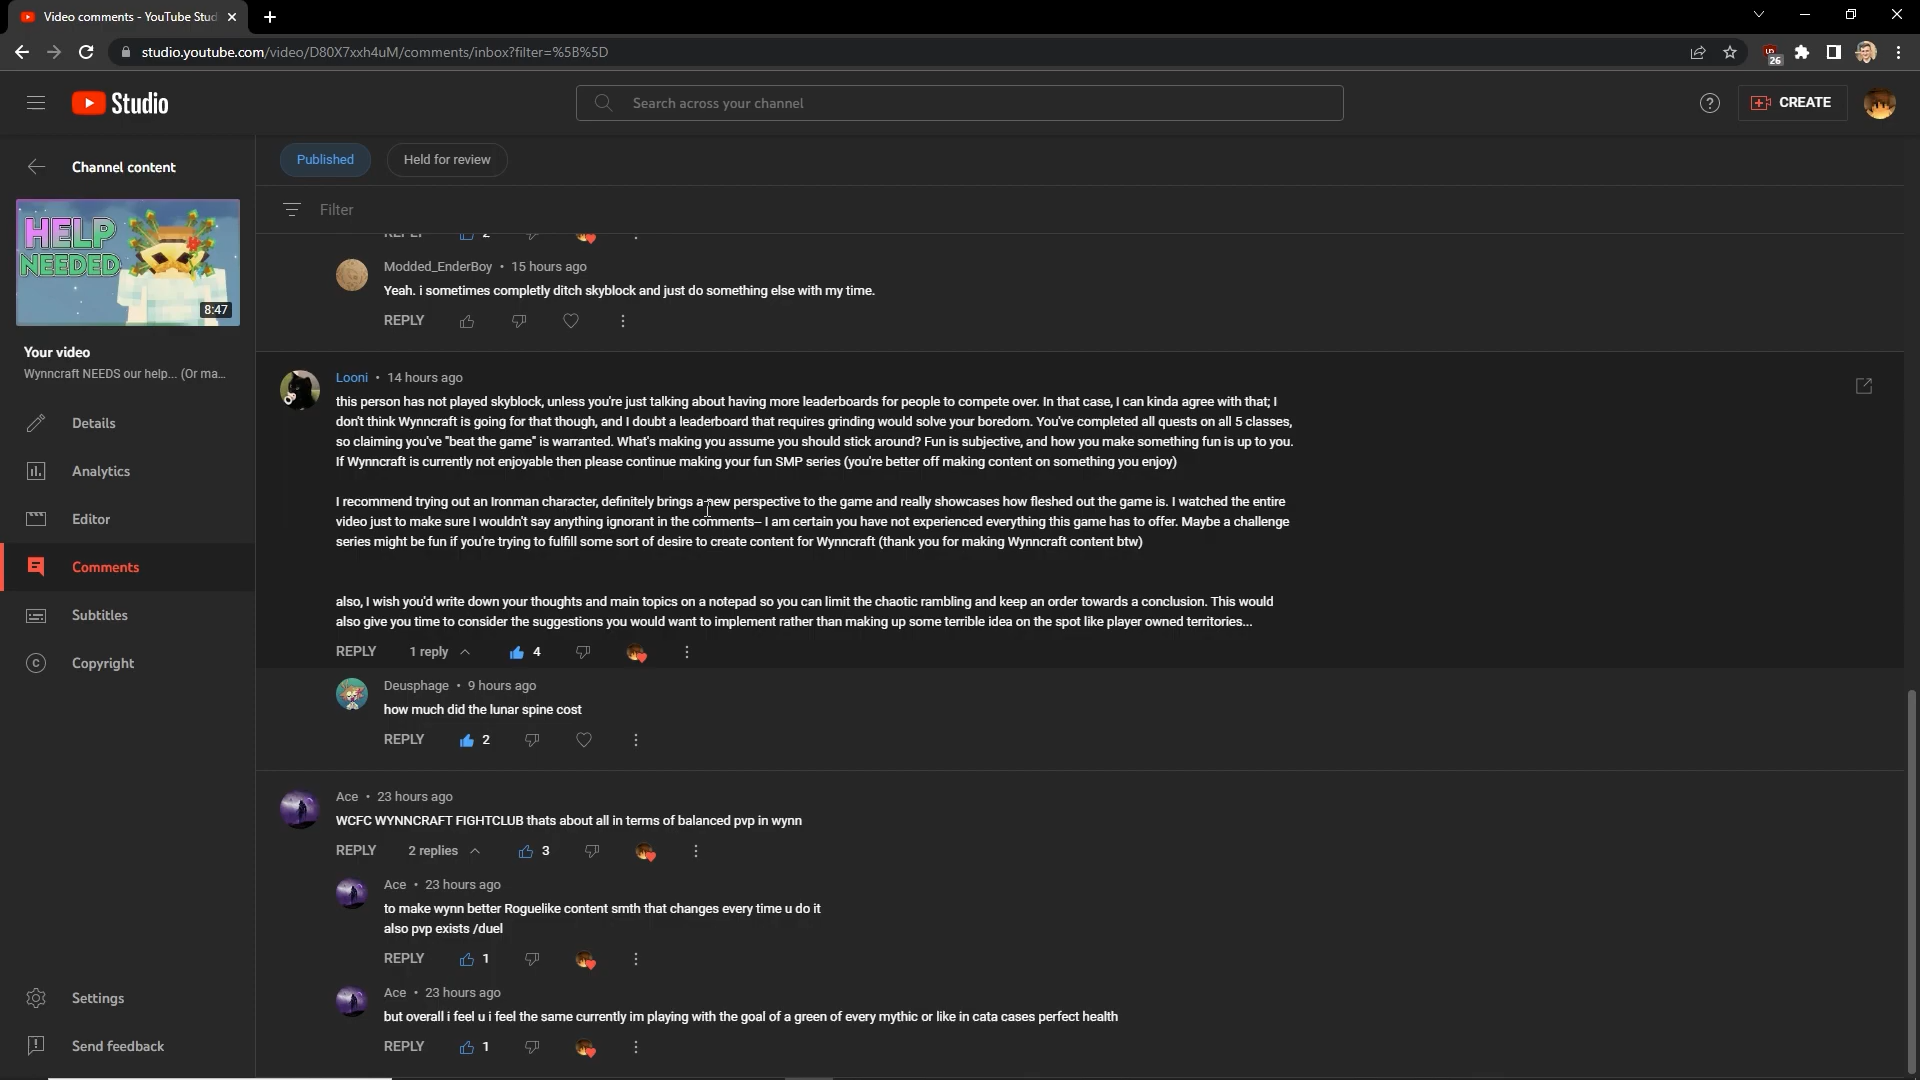 Video comments - YouTube Stud
studio.youtube.com/video/D80X7xxh4uM/comments/inbox?filter=%5B%5D
26
Studio
Search across your channel
CREATE
Channel content
Published
Held for review
Filter
HELP
NEEDED
8:47
REPLY 2
Modded_EnderBoy • 15 hours ago
Yeah. i sometimes completly ditch skyblock and just do something else with my time.
REPLY
Your video
Wynncraft NEEDS our help... (Or ma...
Details
Analytics
Editor
Comments
Subtitles
Copyright
Settings
Send feedback
Looni • 14 hours ago
this person has not played skyblock, unless you're just talking about having more leaderboards for people to compete over. In that case, I can kinda agree with that; I
don't think Wynncraft is going for that though, and I doubt a leaderboard that requires grinding would solve your boredom. You've completed all quests on all 5 classes,
so claiming you've "beat the game" is warranted. What's making you assume you should stick around? Fun is subjective, and how you make something fun is up to you.
If Wynncraft is currently not enjoyable then please continue making your fun SMP series (you're better off making content on something you enjoy)
I recommend trying out an Ironman character, definitely brings a new perspective to the game and really showcases how fleshed out the game is. I watched the entire
video just to make sure I wouldn't say anything ignorant in the comments-- I am certain you have not experienced everything this game has to offer. Maybe a challenge
series might be fun if you're trying to fulfill some sort of desire to create content for Wynncraft (thank you for making Wynncraft content btw)
also, I wish you'd write down your thoughts and main topics on a notepad so you can limit the chaotic rambling and keep an order towards a conclusion. This would
also give you time to consider the suggestions you would want to implement rather than making up some terrible idea on the spot like player owned territories...
REPLY 1 reply 4
Deusphage • 9 hours ago
how much did the lunar spine cost
REPLY 2
Ace • 23 hours ago
WCFC WYNNCRAFT FIGHTCLUB thats about all in terms of balanced pvp in wynn
REPLY 2 replies 3
Ace • 23 hours ago
to make wynn better Roguelike content smth that changes every time u do it
also pvp exists /duel
REPLY 1
Ace • 23 hours ago
but overall i feel u i feel the same currently im playing with the goal of a green of every mythic or like in cata cases perfect health
REPLY 1